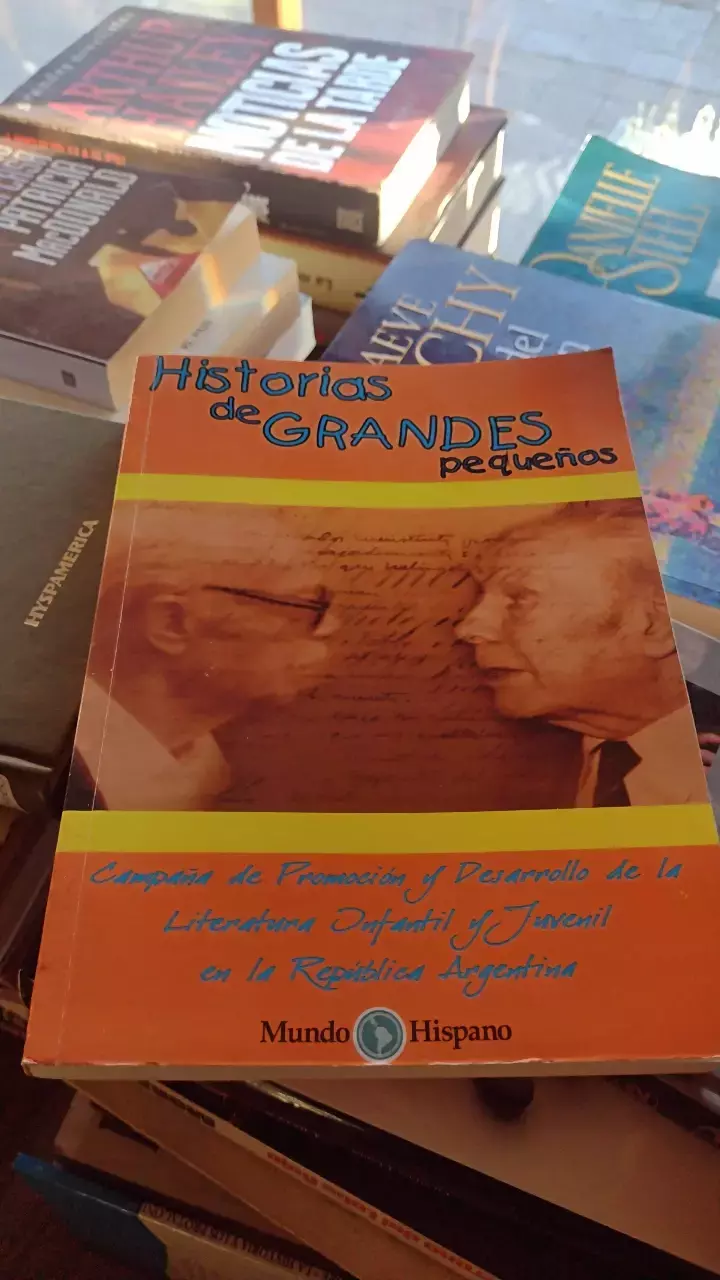 ARTHUR
HAILEY
NOTICIAS
DE LA TARDE
PATRICIA
MACDONALD
DANIELLE
STEEL
MAEVE
del
HYSPAMERICA
Historias
de GRANDES
pequeños
Campaña de Promoción y Desarrollo de la
Literatura Infantil y Juvenil
en la República Argentina
Mundo Hispano